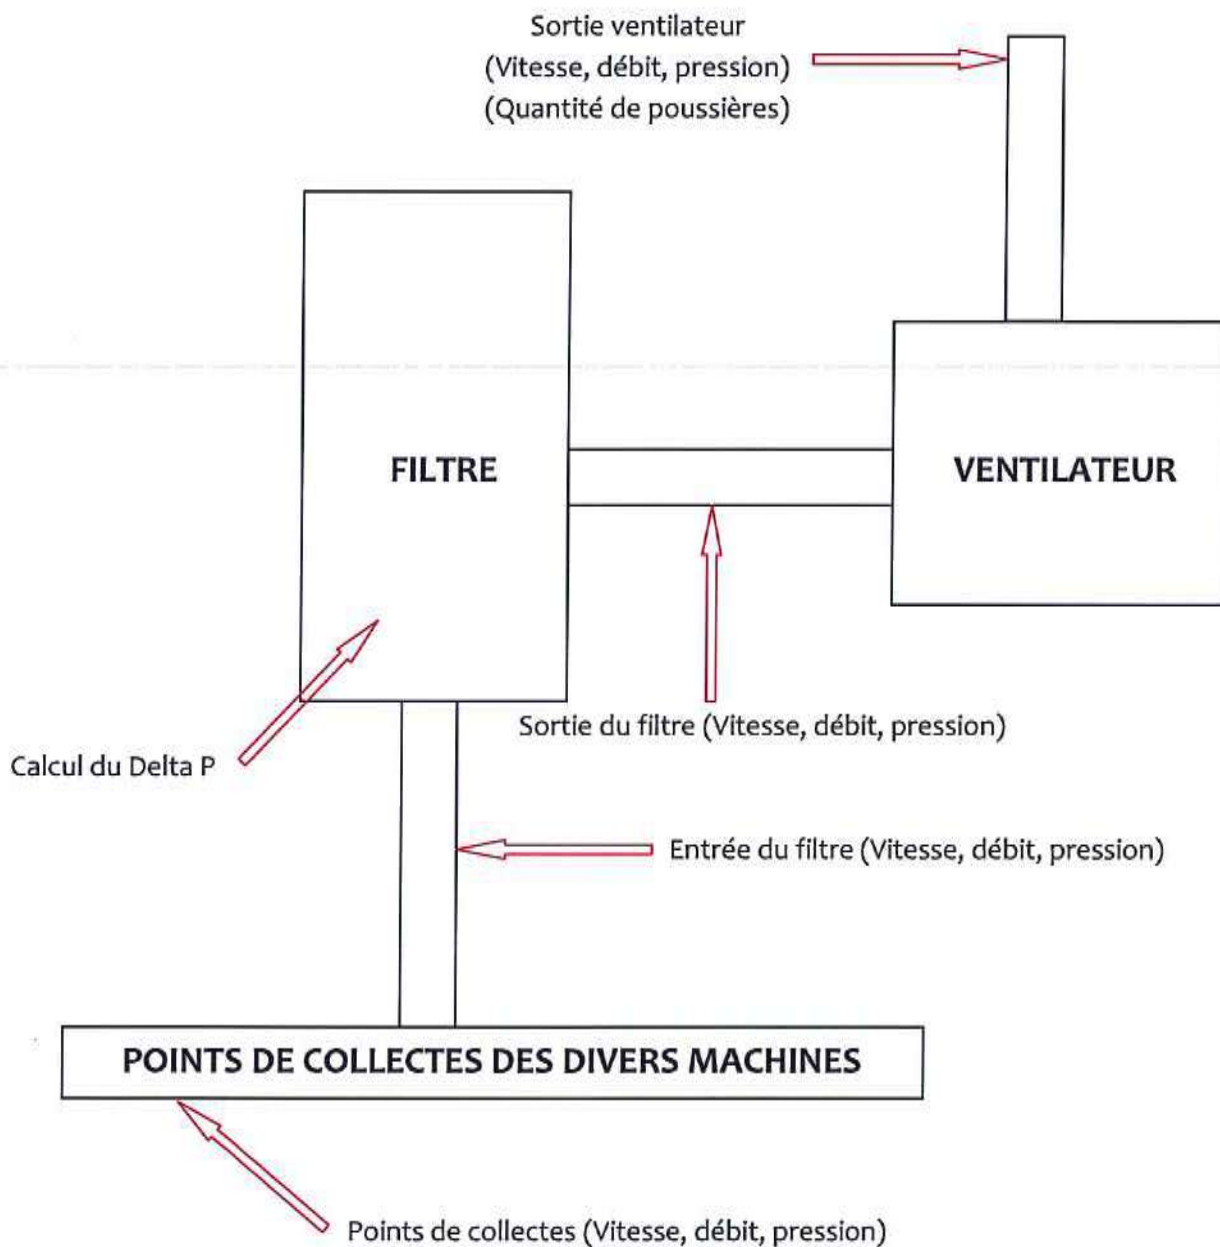 Sortie ventilateur
(Vitesse, débit, pression)
(Quantité de poussières)
FILTRE
VENTILATEUR
Sortie du filtre (Vitesse, débit, pression)
Calcul du Delta P
Entrée du filtre (Vitesse, débit, pression)
POINTS DE COLLECTES DES DIVERS MACHINES
Points de collectes (Vitesse, débit, pression)